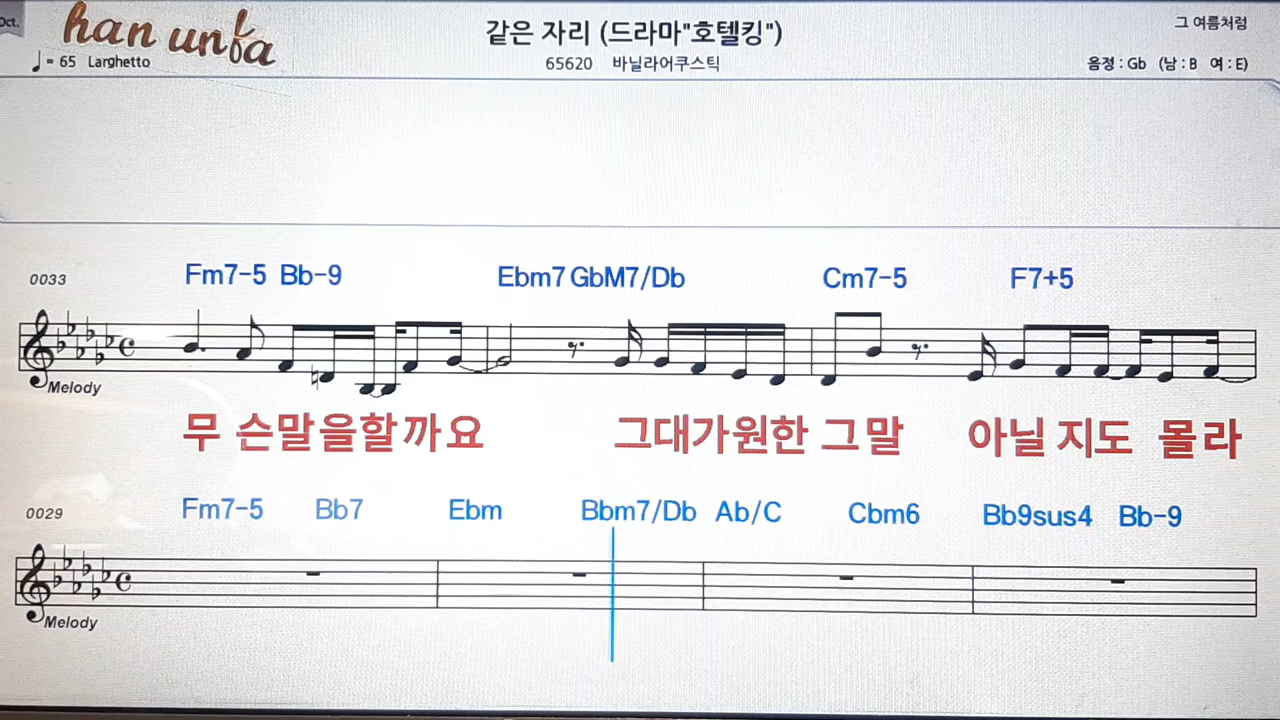 Oct.
han unfa
같은 자리 (드라마"호텔킹")
그 여름처럼
♩= 65 Larghetto
65620 바닐라어쿠스틱
음정 : Gb (남 : B 여 : E)
0033
Fm7-5 Bb-9 Ebm7 GbM7/Db Cm7-5 F7+5
Melody
무 슨말을할까요 그대가원한 그말 아닐 지도 몰라
0029
Fm7-5 Bb7 Ebm Bbm7/Db Ab/C Cbm6 Bb9sus4 Bb-9
Melody